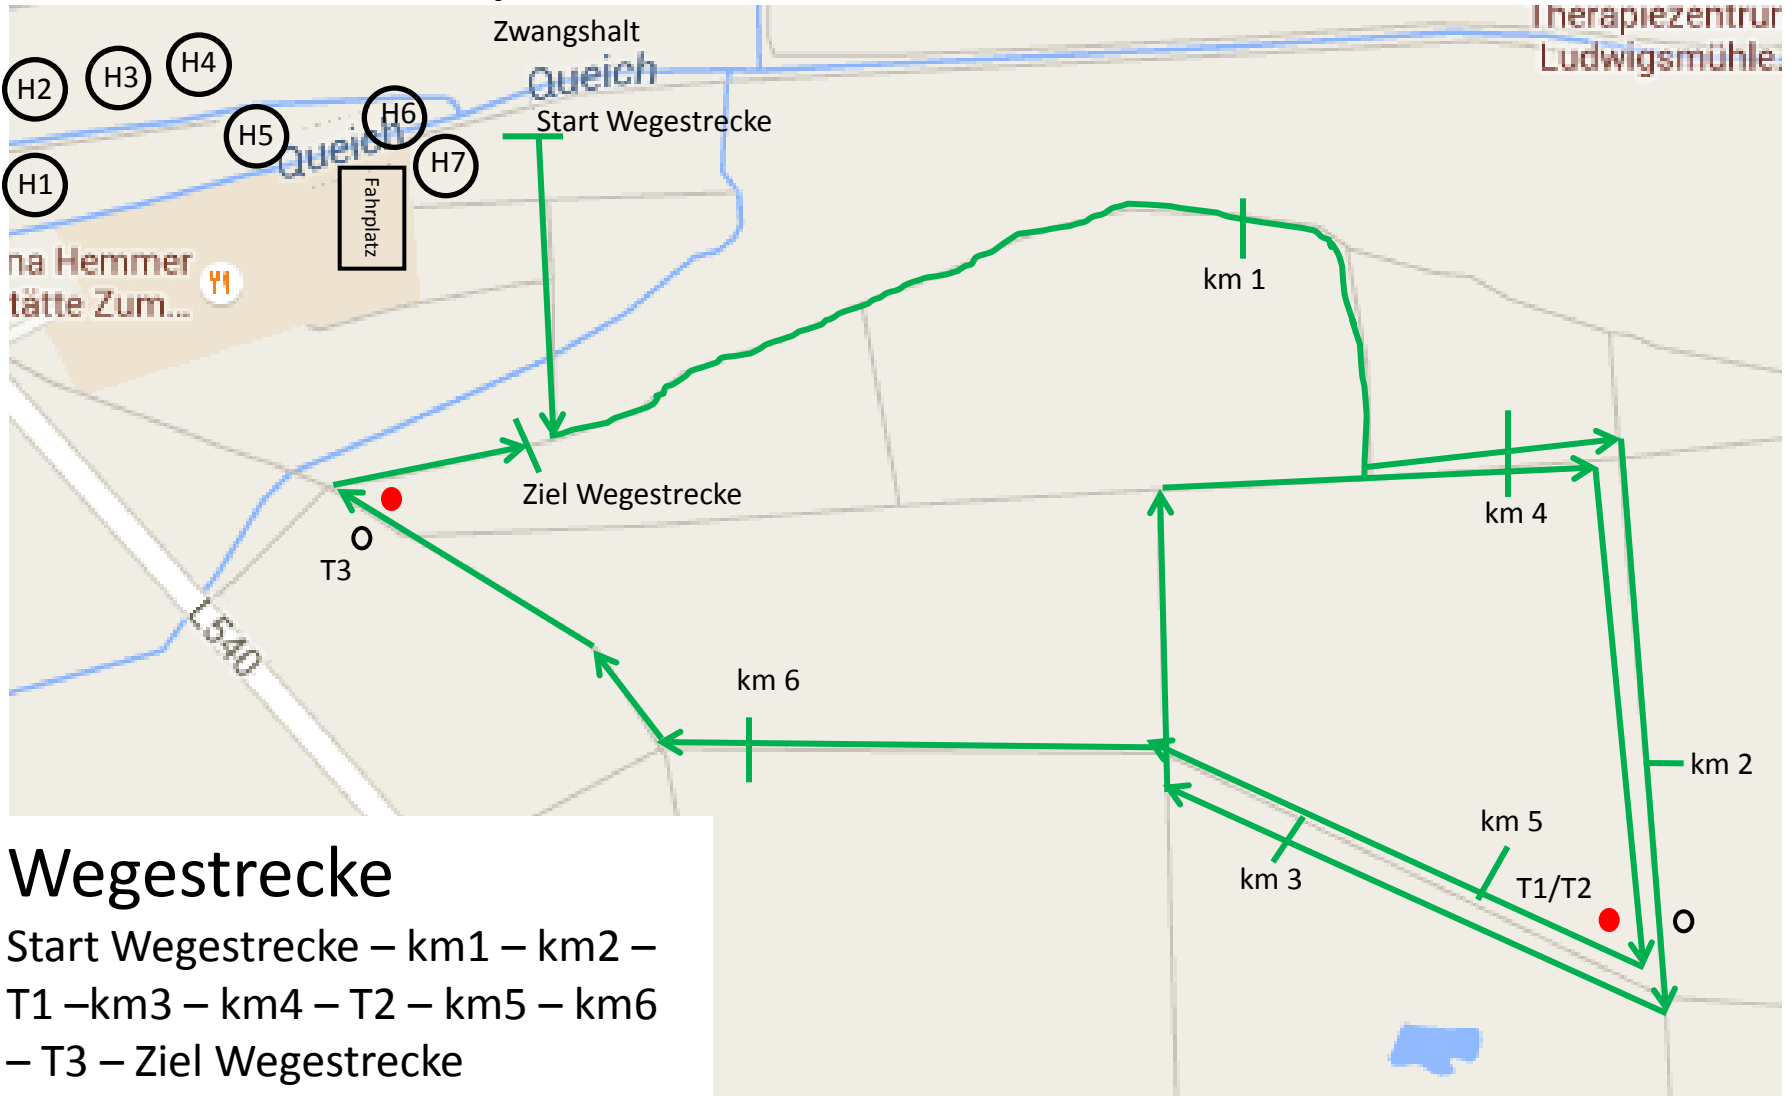 Zwangshalt
Therapiezentrum
Ludwigsmühle.
Queich
H2
H3
H4
H5
H6
Start Wegestrecke
Queich
H7
H1
Fahrplatz
na Hemmer
tätte Zum...
km 1
Ziel Wegestrecke
km 4
T3
L 540
km 6
km 2
km 5
km 3
T1/T2
Wegestrecke
Start Wegestrecke – km1 – km2 –
T1 –km3 – km4 – T2 – km5 – km6
– T3 – Ziel Wegestrecke